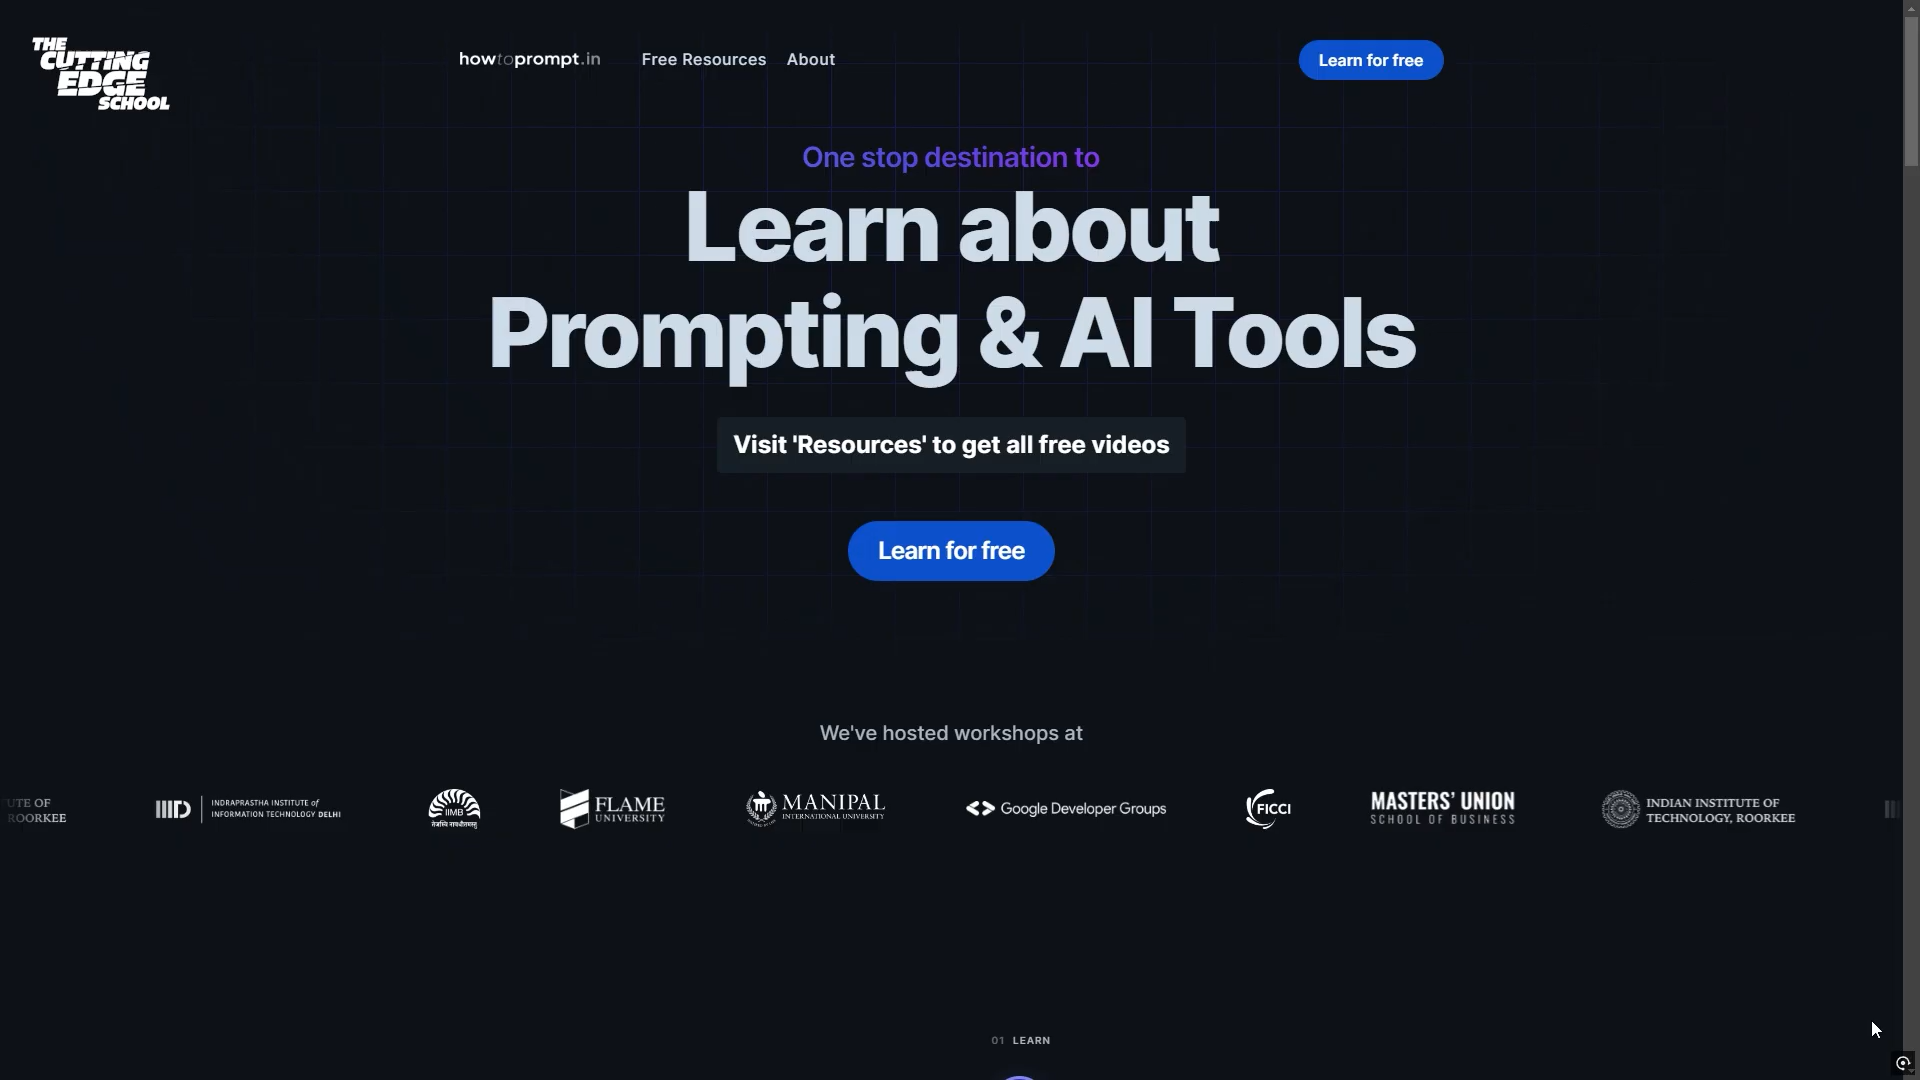 THE
CUTTING
EDGE
SCHOOL
howtoprompt.in
Free Resources
About
Learn for free
One stop destination to
Learn about
Prompting & AI Tools
Visit 'Resources' to get all free videos
Learn for free
We've hosted workshops at
UTE OF
ROORKEE
IIIID
INDRAPRASTHA INSTITUTE of
INFORMATION TECHNOLOGY DELHI
IIMB
FLAME
UNIVERSITY
MANIPAL
INTERNATIONAL UNIVERSITY
Google Developer Groups
FICCI
MASTERS' UNION
SCHOOL OF BUSINESS
INDIAN INSTITUTE OF
TECHNOLOGY, ROORKEE
01 LEARN